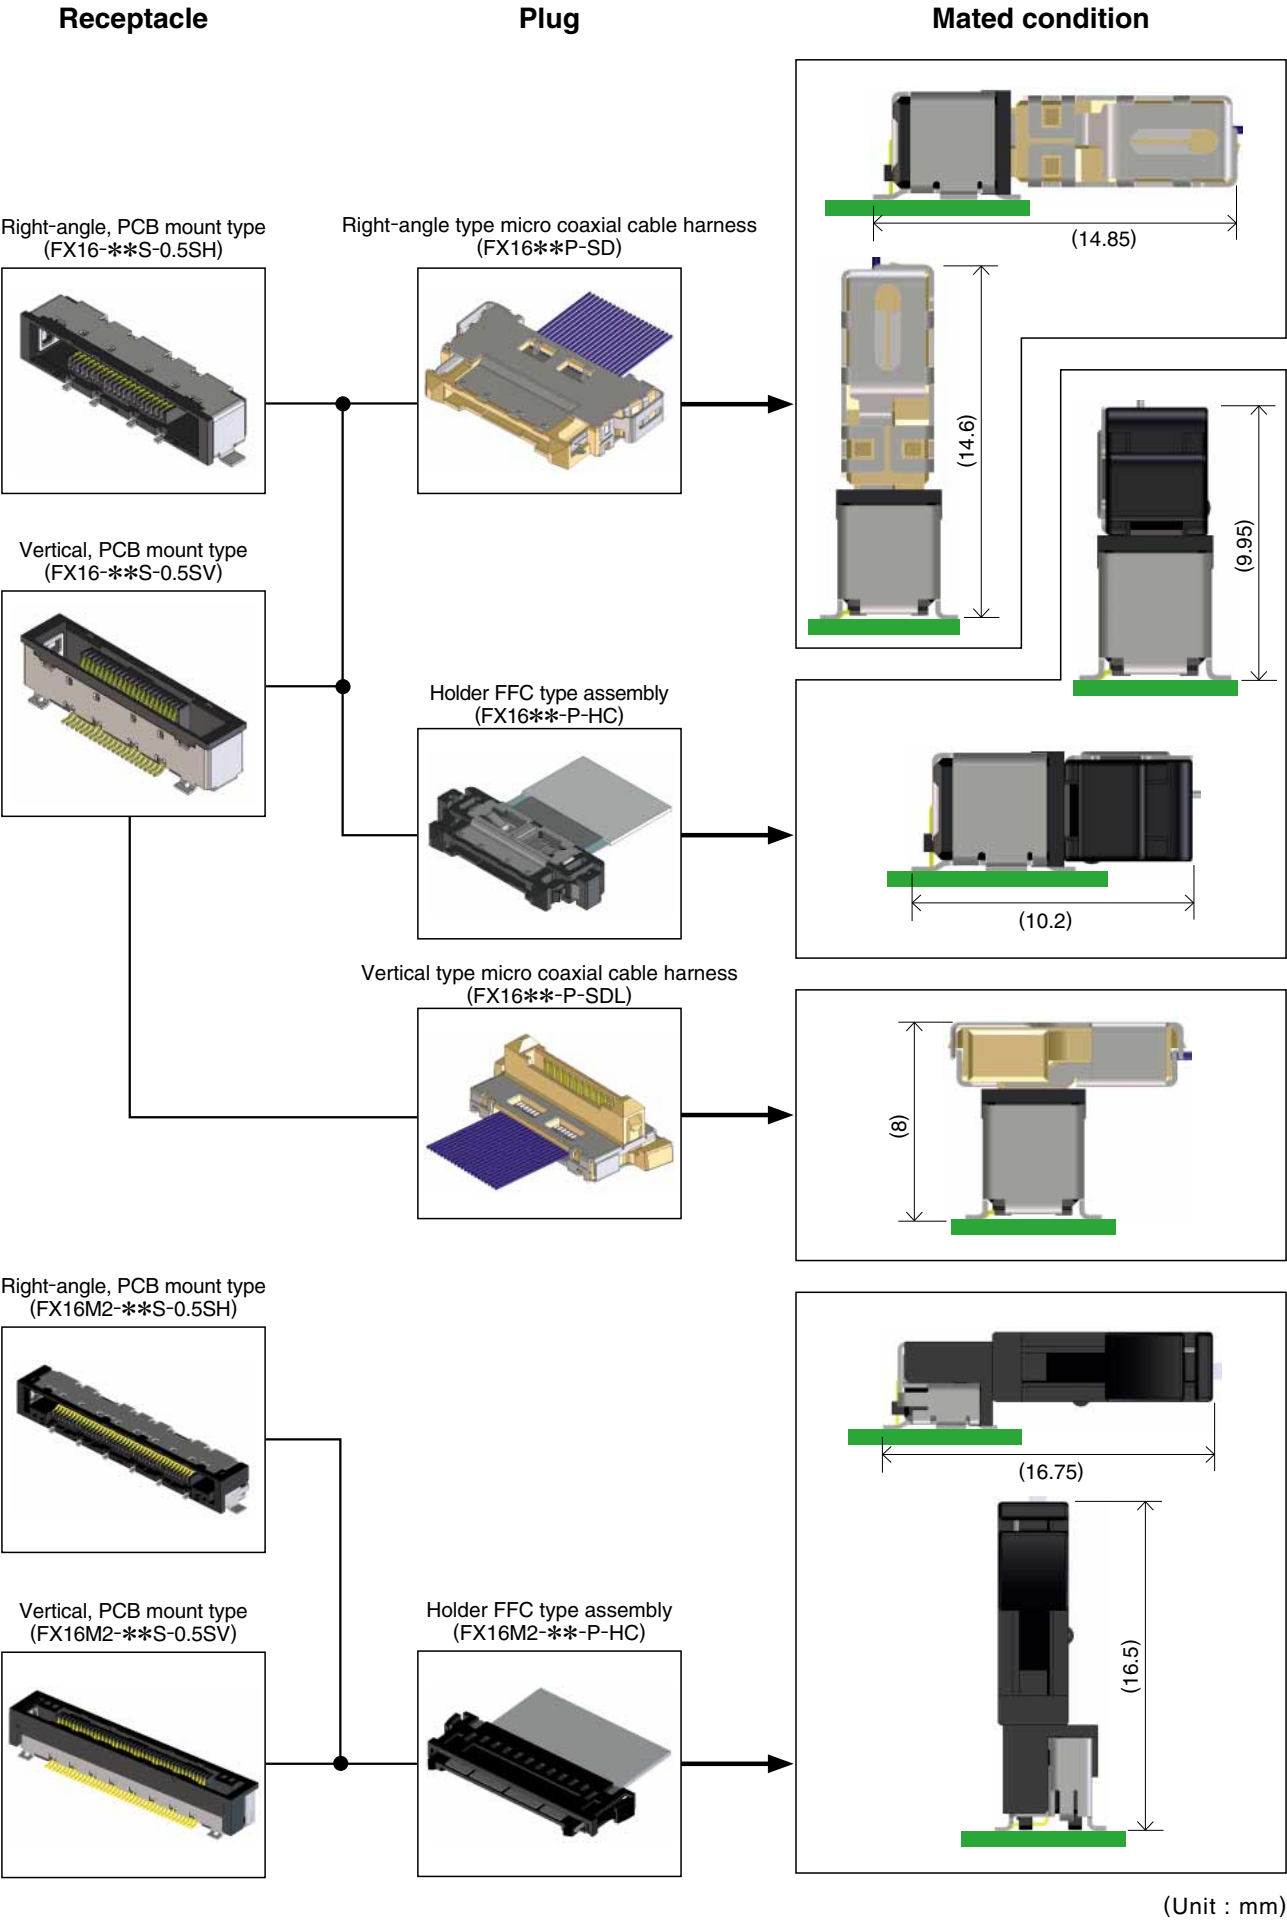 Receptacle
Plug
Mated condition
(14.85)
Right-angle, PCB mount type
(FX16-**S-0.5SH)
Right-angle type micro coaxial cable harness
(FX16**P-SD)
(14.6)
(9.95)
Vertical, PCB mount type
(FX16-**S-0.5SV)
Holder FFC type assembly
(FX16**-P-HC)
(10.2)
Vertical type micro coaxial cable harness
(FX16**-P-SDL)
(8)
Right-angle, PCB mount type
(FX16M2-**S-0.5SH)
(16.75)
Vertical, PCB mount type
(FX16M2-**S-0.5SV)
Holder FFC type assembly
(FX16M2-**-P-HC)
(16.5)
(Unit : mm)